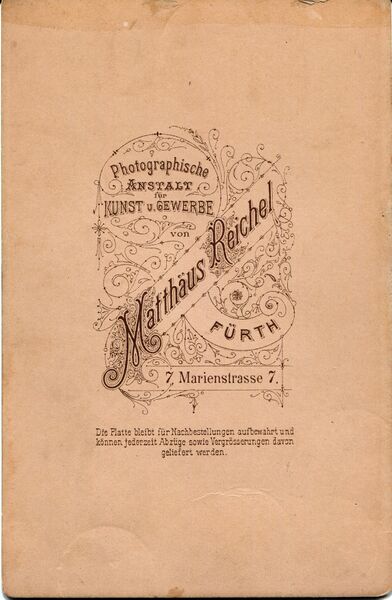 Photographische
ANSTALT
für
KUNST u. GEWERBE
von
Matthäus Reichel
FÜRTH
7, Marienstrasse 7.
Die Platte bleibt für Nachbestellungen aufbewahrt und
können jederzeit Abzüge sowie Vergrösserungen davon
geliefert werden.